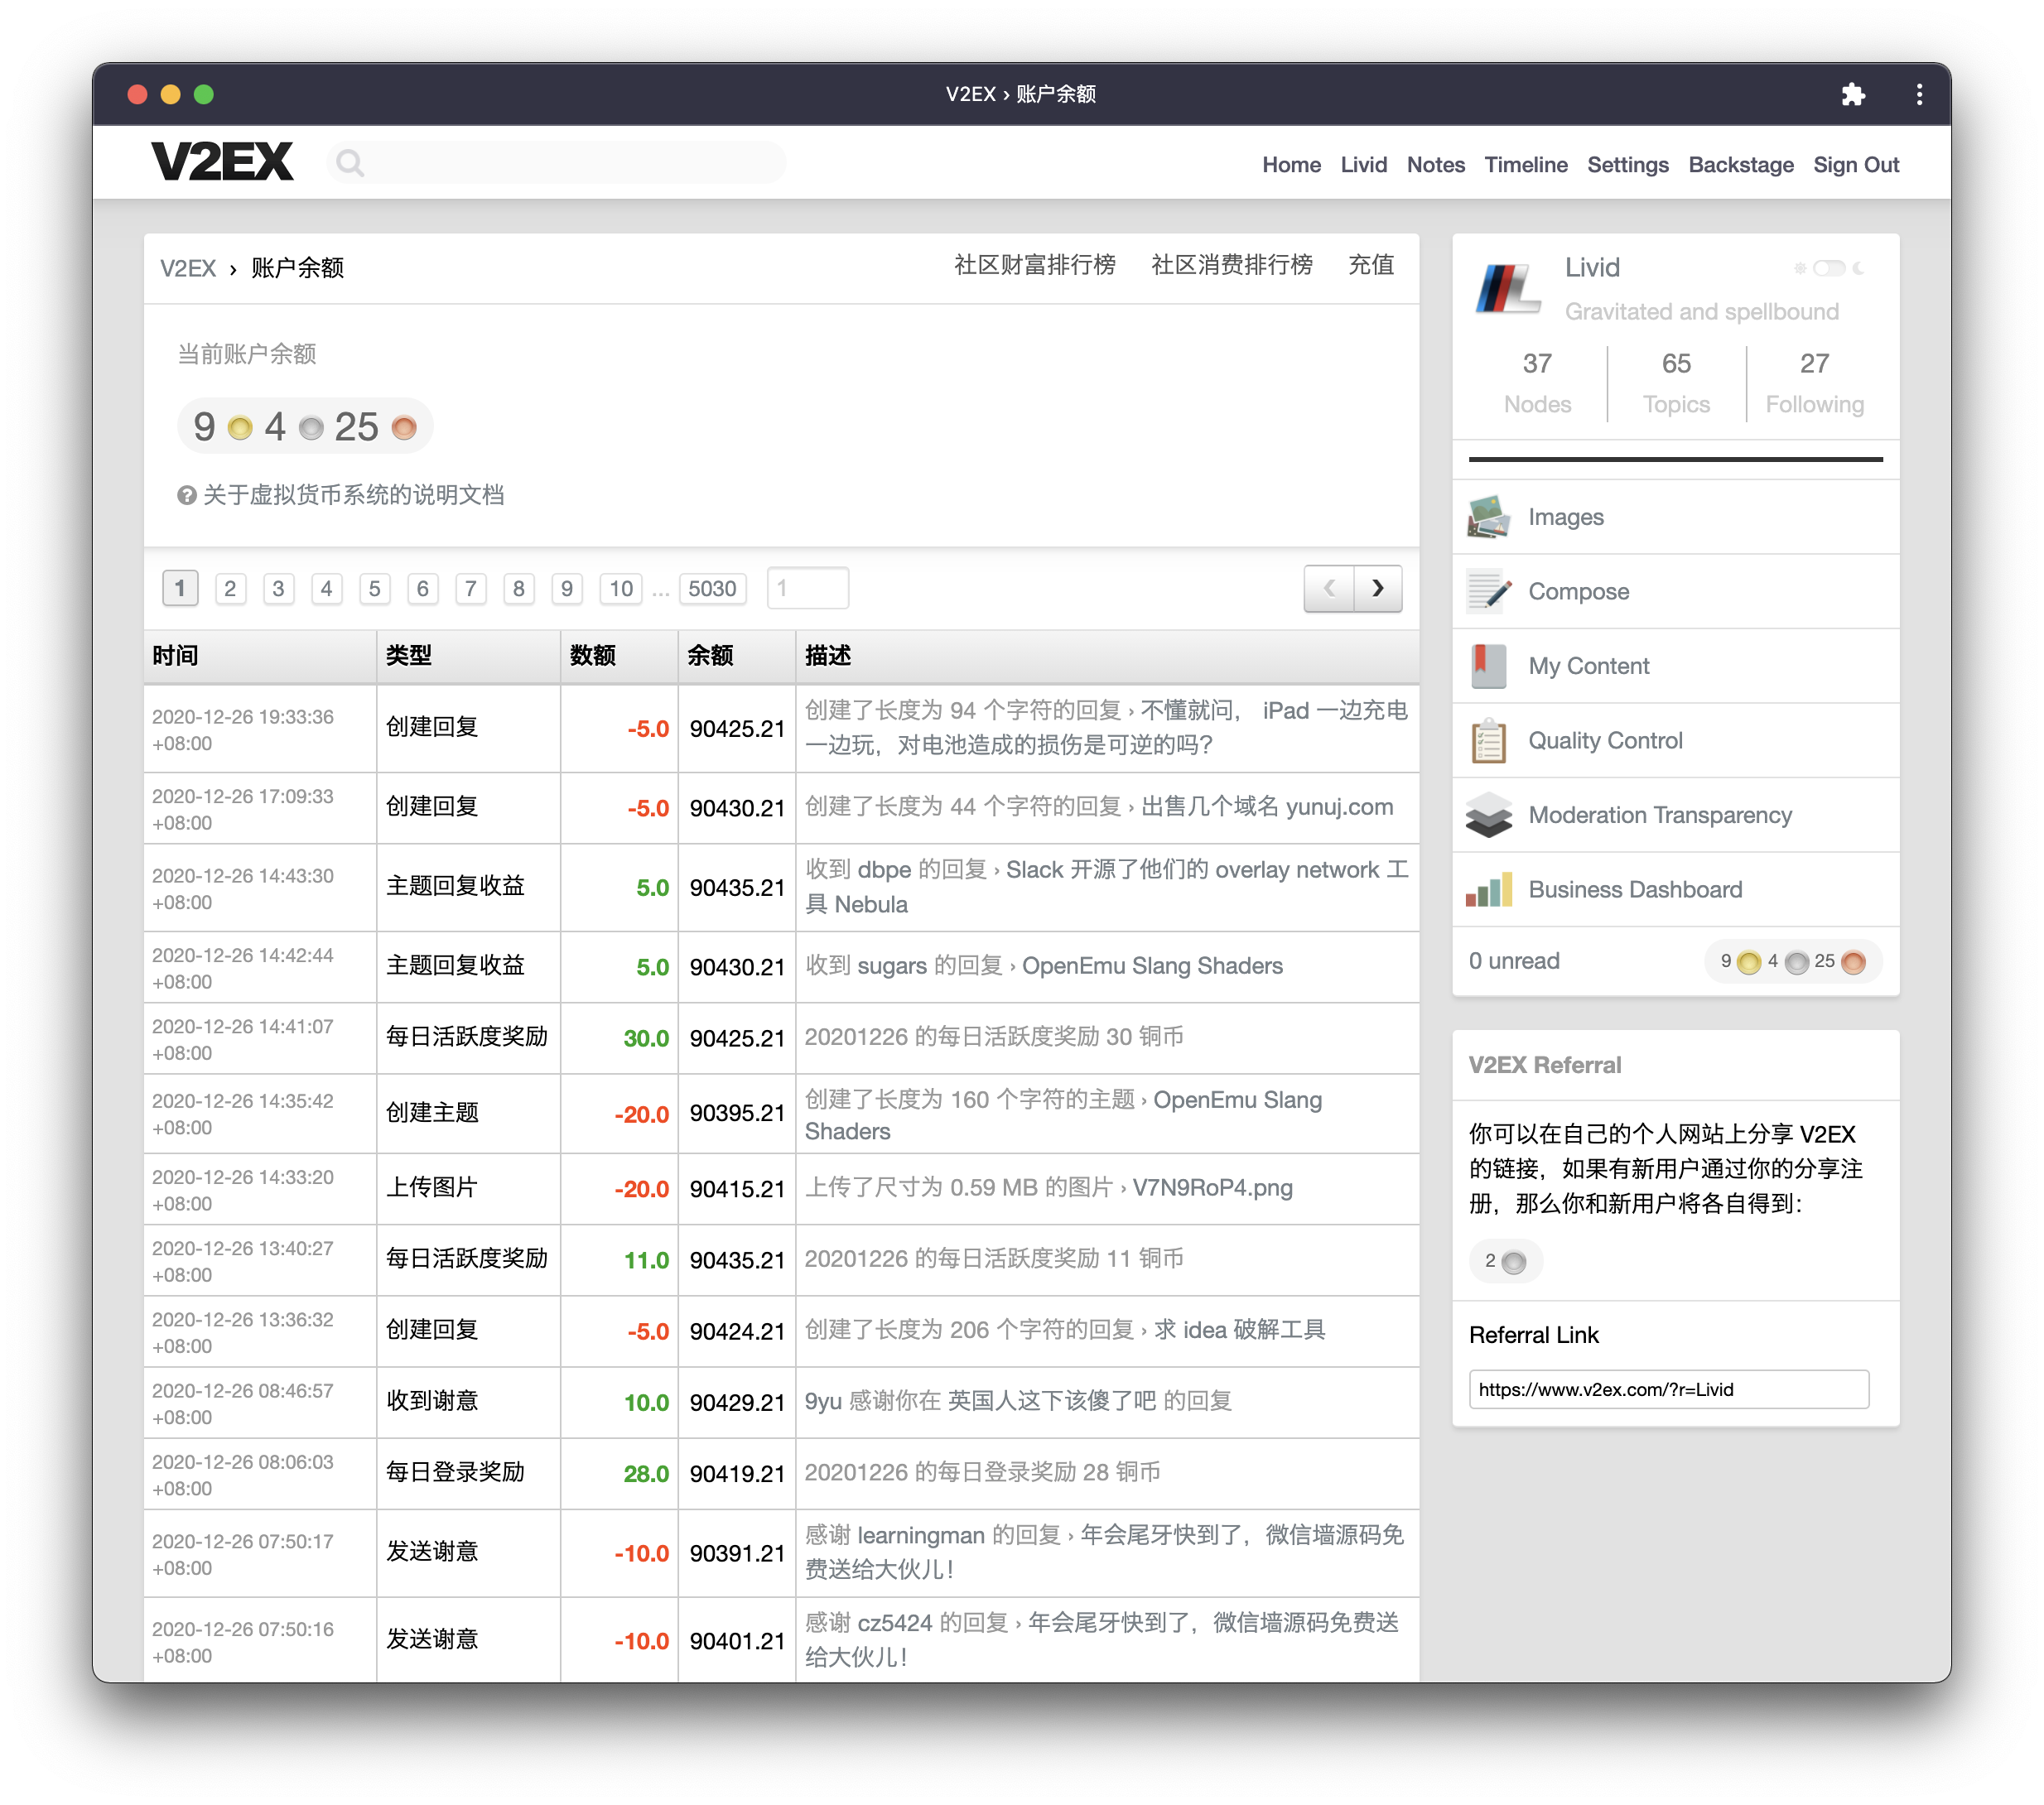 V2EX › 账户余额
V2EX
Home Livid Notes Timeline Settings Backstage Sign Out
V2EX › 账户余额
社区财富排行榜 社区消费排行榜 充值
当前账户余额
9 4 25
关于虚拟货币系统的说明文档
1 2 3 4 5 6 7 8 9 10 ... 5030 1
时间 类型 数额 余额 描述
2020-12-26 19:33:36 +08:00 创建回复 -5.0 90425.21 创建了长度为 94 个字符的回复 › 不懂就问， iPad 一边充电
一边玩，对电池造成的损伤是可逆的吗？
2020-12-26 17:09:33 +08:00 创建回复 -5.0 90430.21 创建了长度为 44 个字符的回复 › 出售几个域名 yunuj.com
2020-12-26 14:43:30 +08:00 主题回复收益 5.0 90435.21 收到 dbpe 的回复 › Slack 开源了他们的 overlay network 工
具 Nebula
2020-12-26 14:42:44 +08:00 主题回复收益 5.0 90430.21 收到 sugars 的回复 › OpenEmu Slang Shaders
2020-12-26 14:41:07 +08:00 每日活跃度奖励 30.0 90425.21 20201226 的每日活跃度奖励 30 铜币
2020-12-26 14:35:42 +08:00 创建主题 -20.0 90395.21 创建了长度为 160 个字符的主题 › OpenEmu Slang
Shaders
2020-12-26 14:33:20 +08:00 上传图片 -20.0 90415.21 上传了尺寸为 0.59 MB 的图片 › V7N9RoP4.png
2020-12-26 13:40:27 +08:00 每日活跃度奖励 11.0 90435.21 20201226 的每日活跃度奖励 11 铜币
2020-12-26 13:36:32 +08:00 创建回复 -5.0 90424.21 创建了长度为 206 个字符的回复 › 求 idea 破解工具
2020-12-26 08:46:57 +08:00 收到谢意 10.0 90429.21 9yu 感谢你在 英国人这下该傻了吧 的回复
2020-12-26 08:06:03 +08:00 每日登录奖励 28.0 90419.21 20201226 的每日登录奖励 28 铜币
2020-12-26 07:50:17 +08:00 发送谢意 -10.0 90391.21 感谢 learningman 的回复 › 年会尾牙快到了，微信墙源码免
费送给大伙儿！
2020-12-26 07:50:16 +08:00 发送谢意 -10.0 90401.21 感谢 cz5424 的回复 › 年会尾牙快到了，微信墙源码免费送
给大伙儿！
Livid
Gravitated and spellbound
37 65 27
Nodes Topics Following
Images
Compose
My Content
Quality Control
Moderation Transparency
Business Dashboard
0 unread 9 4 25
V2EX Referral
你可以在自己的个人网站上分享 V2EX
的链接，如果有新用户通过你的分享注
册，那么你和新用户将各自得到：
2
Referral Link
https://www.v2ex.com/?r=Livid